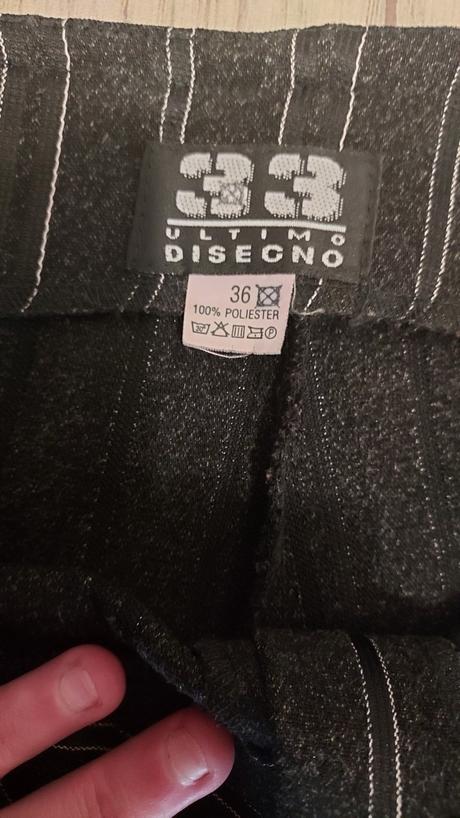 33
ULTIMO
DISEGNO
36
100% POLIESTER
P